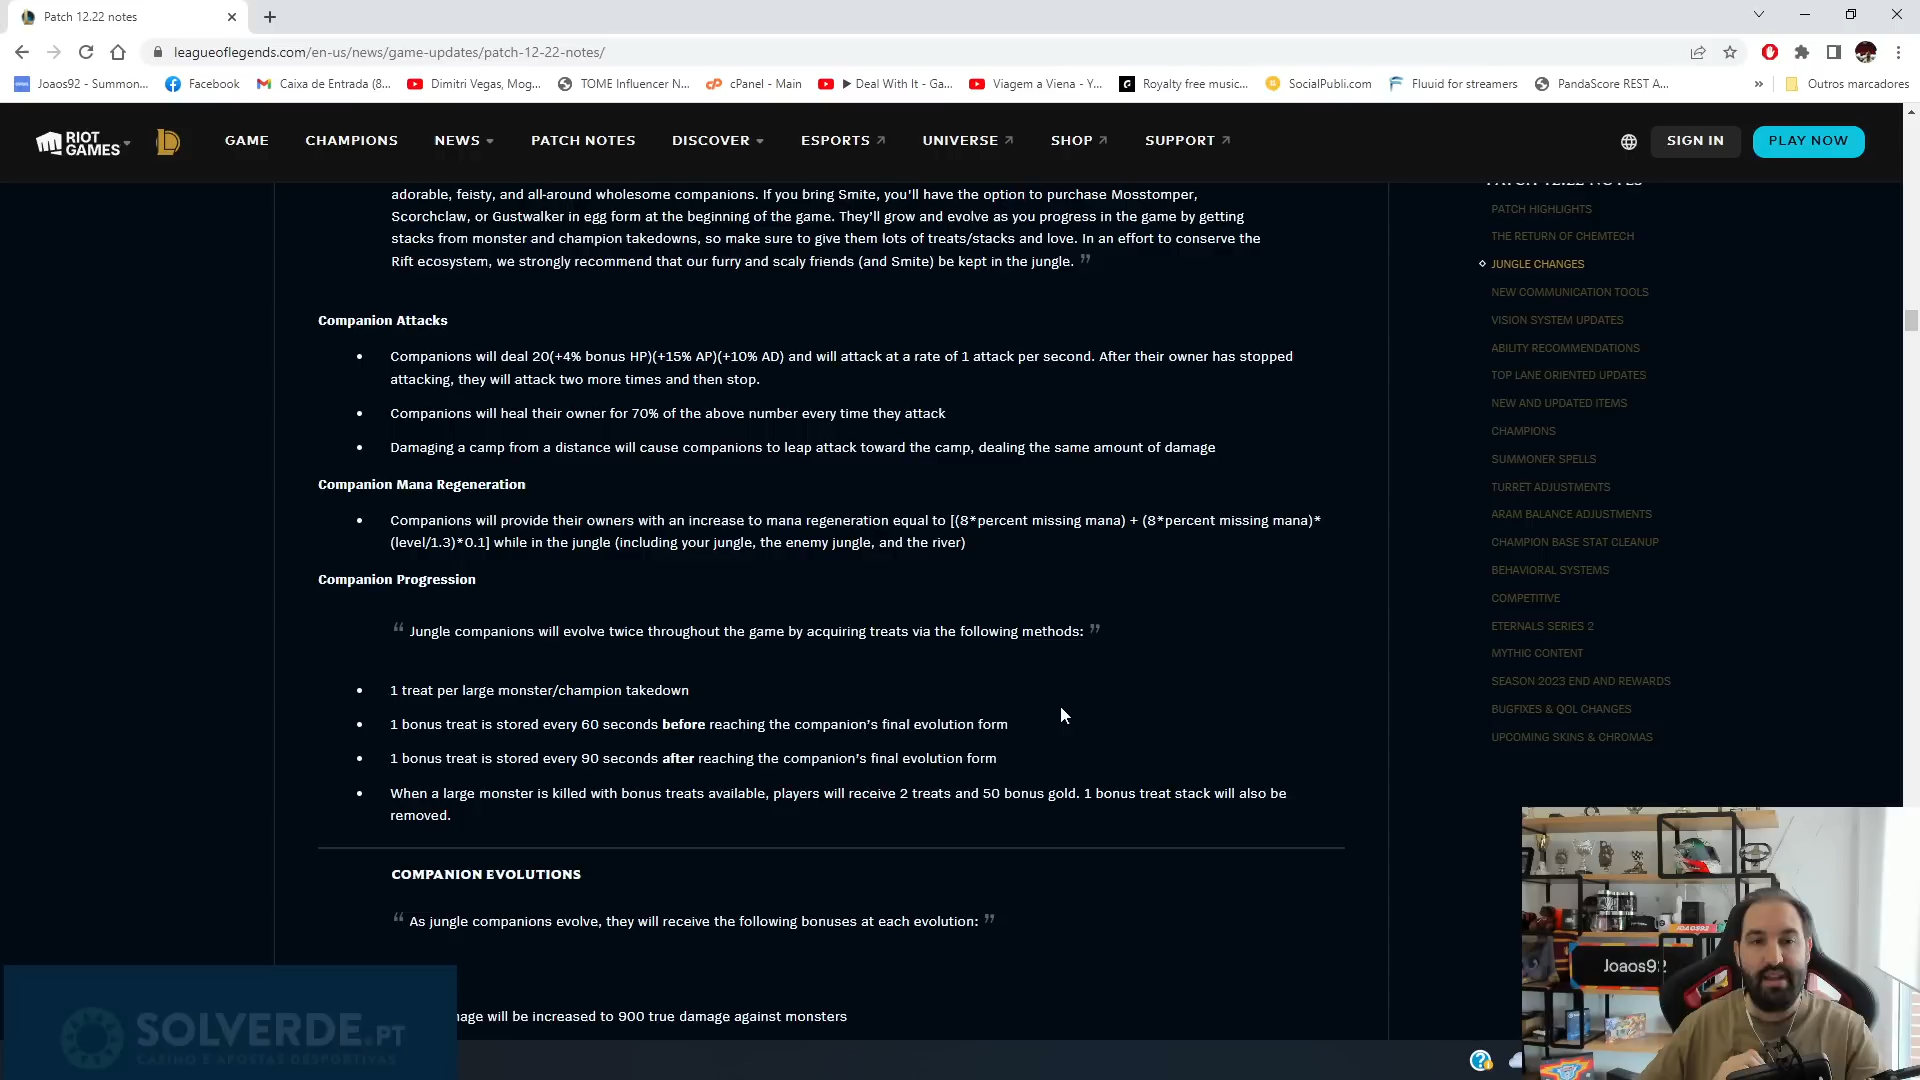 Patch 12.22 notes
leagueoflegends.com/en-us/news/game-updates/patch-12-22-notes/
Joaos92 - Summon...
Facebook
Caixa de Entrada (8...
Dimitri Vegas, Mog...
TOME Influencer N...
cPanel - Main
▶ Deal With It - Ga...
Viagem a Viena - Y...
Royalty free music...
SocialPubli.com
Fluuid for streamers
PandaScore REST A...
»
Outros marcadores
RIOT GAMES
GAME
CHAMPIONS
NEWS
PATCH NOTES
DISCOVER
ESPORTS
UNIVERSE
SHOP
SUPPORT
SIGN IN
PLAY NOW
adorable, feisty, and all-around wholesome companions. If you bring Smite, you’ll have the option to purchase Mosstomper,
Scorchclaw, or Gustwalker in egg form at the beginning of the game. They’ll grow and evolve as you progress in the game by getting
stacks from monster and champion takedowns, so make sure to give them lots of treats/stacks and love. In an effort to conserve the
Rift ecosystem, we strongly recommend that our furry and scaly friends (and Smite) be kept in the jungle. ”
Companion Attacks
• Companions will deal 20(+4% bonus HP)(+15% AP)(+10% AD) and will attack at a rate of 1 attack per second. After their owner has stopped
attacking, they will attack two more times and then stop.
• Companions will heal their owner for 70% of the above number every time they attack
• Damaging a camp from a distance will cause companions to leap attack toward the camp, dealing the same amount of damage
Companion Mana Regeneration
• Companions will provide their owners with an increase to mana regeneration equal to [(8*percent missing mana) + (8*percent missing mana)*
(level/1.3)*0.1] while in the jungle (including your jungle, the enemy jungle, and the river)
Companion Progression
“ Jungle companions will evolve twice throughout the game by acquiring treats via the following methods: ”
• 1 treat per large monster/champion takedown
• 1 bonus treat is stored every 60 seconds before reaching the companion’s final evolution form
• 1 bonus treat is stored every 90 seconds after reaching the companion’s final evolution form
• When a large monster is killed with bonus treats available, players will receive 2 treats and 50 bonus gold. 1 bonus treat stack will also be
removed.
COMPANION EVOLUTIONS
“ As jungle companions evolve, they will receive the following bonuses at each evolution: ”
mage will be increased to 900 true damage against monsters
PATCH 12.22 NOTES
PATCH HIGHLIGHTS
THE RETURN OF CHEMTECH
JUNGLE CHANGES
NEW COMMUNICATION TOOLS
VISION SYSTEM UPDATES
ABILITY RECOMMENDATIONS
TOP LANE ORIENTED UPDATES
NEW AND UPDATED ITEMS
CHAMPIONS
SUMMONER SPELLS
TURRET ADJUSTMENTS
ARAM BALANCE ADJUSTMENTS
CHAMPION BASE STAT CLEANUP
BEHAVIORAL SYSTEMS
COMPETITIVE
ETERNALS SERIES 2
MYTHIC CONTENT
SEASON 2023 END AND REWARDS
BUGFIXES & QOL CHANGES
UPCOMING SKINS & CHROMAS
SOLVERDE.PT
CASINO E APOSTAS DESPORTIVAS
JOAOS92
Joaos92